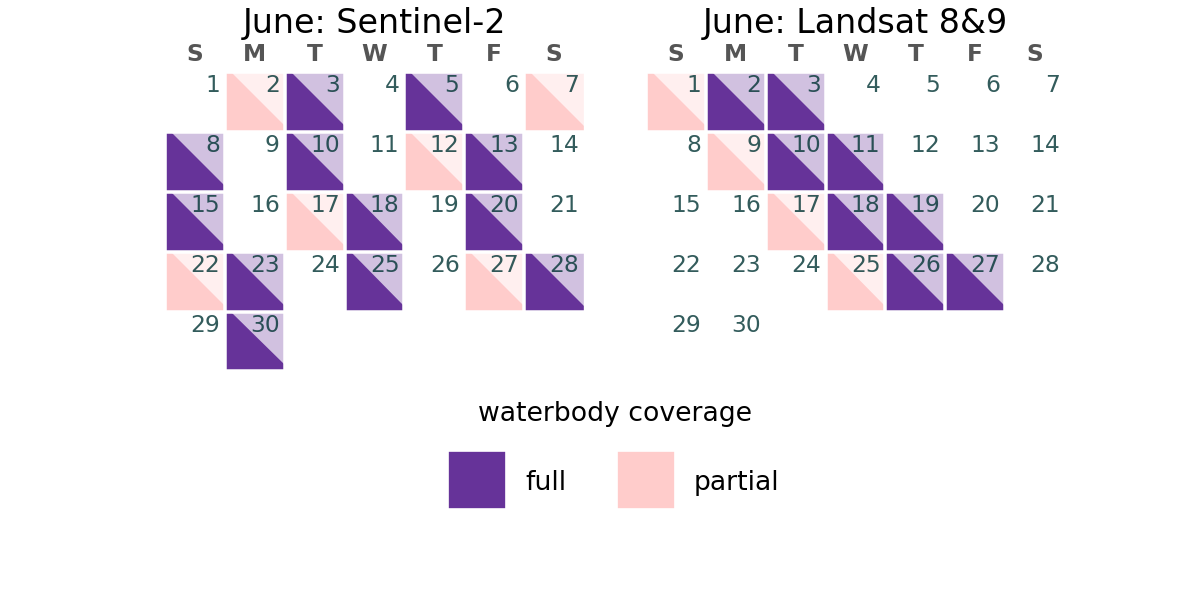 June: Sentinel-2
S M T W T F S
1 2 3 4 5 6 7
8 9 10 11 12 13 14
15 16 17 18 19 20 21
22 23 24 25 26 27 28
29 30
June: Landsat 8&9
S M T W T F S
1 2 3 4 5 6 7
8 9 10 11 12 13 14
15 16 17 18 19 20 21
22 23 24 25 26 27 28
29 30
waterbody coverage
full partial